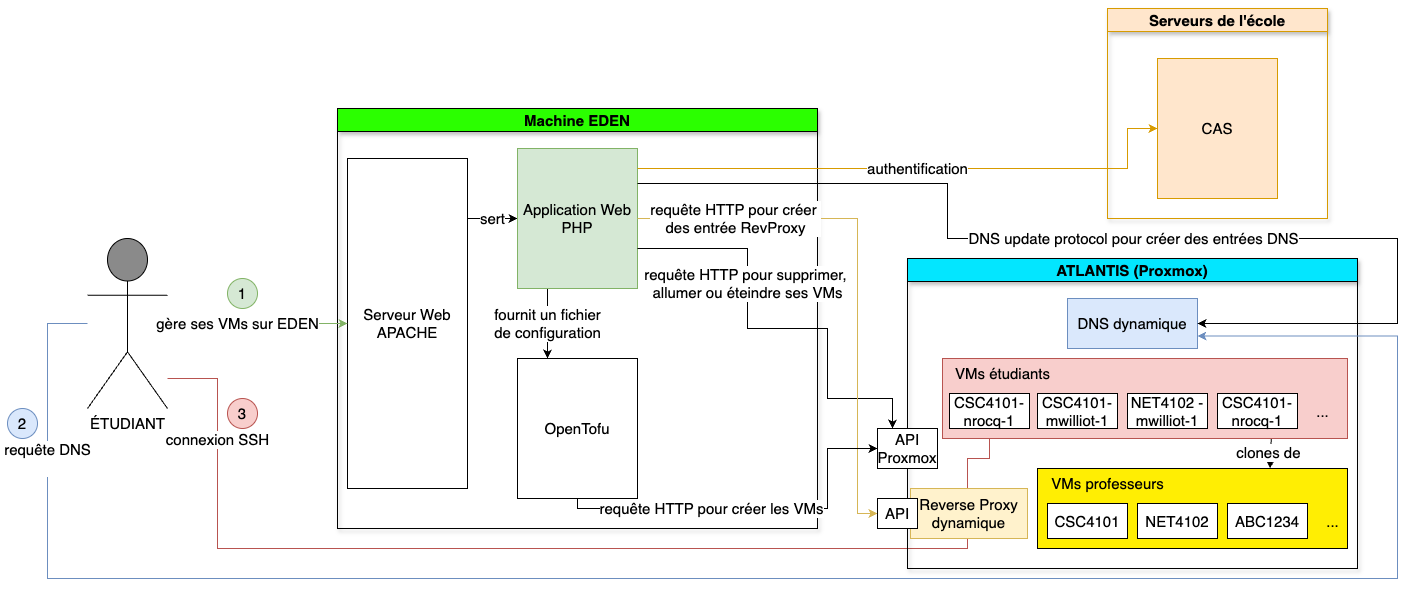 Serveurs de l'école
CAS
Machine EDEN
Serveur Web
APACHE
sert
Application Web
PHP
authentification
requête HTTP pour créer
des entrée RevProxy
DNS update protocol pour créer des entrées DNS
requête HTTP pour supprimer,
allumer ou éteindre ses VMs
fournit un fichier
de configuration
OpenTofu
requête HTTP pour créer les VMs
1
gère ses VMs sur EDEN
ÉTUDIANT
2
requête DNS
3
connexion SSH
ATLANTIS (Proxmox)
DNS dynamique
VMs étudiants
CSC4101-
nrocq-1
CSC4101-
mwilliot-1
NET4102 -
mwilliot-1
CSC4101-
nrocq-1
...
clones de
API
Proxmox
API
Reverse Proxy
dynamique
VMs professeurs
CSC4101
NET4102
ABC1234
...